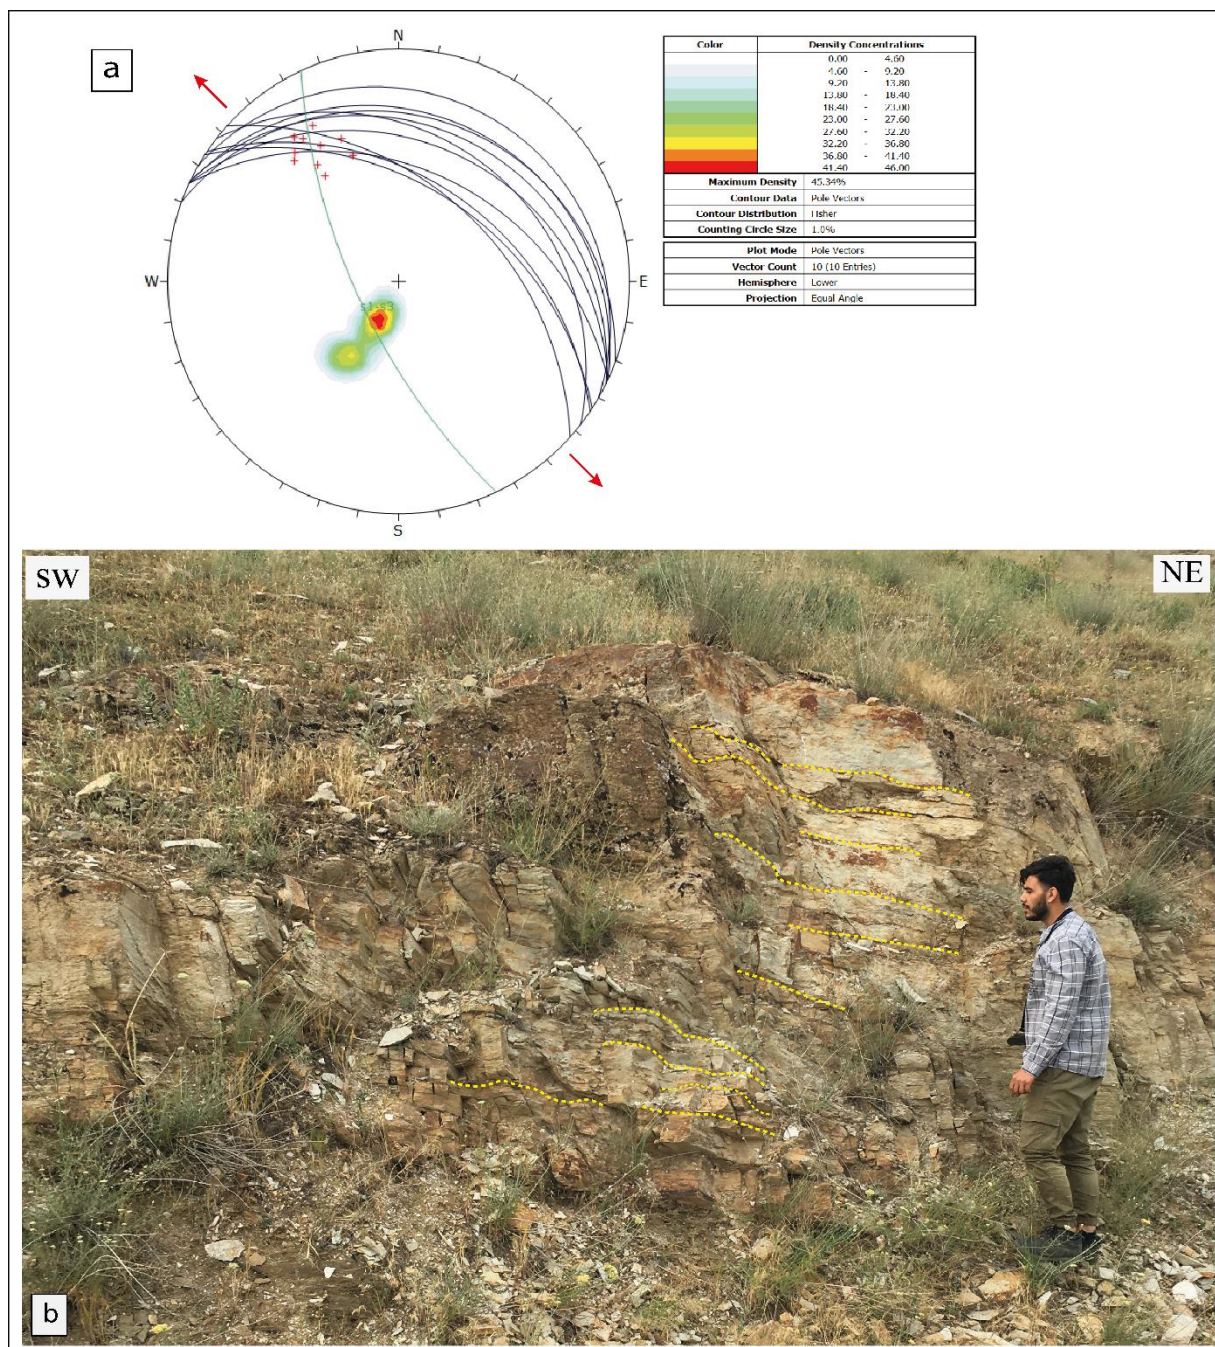 a
N
W
E
S
s1-s3
Color Density Concentrations
0.00 - 4.60
4.60 - 9.20
9.20 - 13.80
13.80 - 18.40
18.40 - 23.00
23.00 - 27.60
27.60 - 32.20
32.20 - 36.80
36.80 - 41.40
41.40 - 46.00
Maximum Density 45.34%
Contour Data Pole Vectors
Contour Distribution Fisher
Counting Circle Size 1.0%
Plot Mode Pole Vectors
Vector Count 10 (10 Entries)
Hemisphere Lower
Projection Equal Angle
SW
NE
b